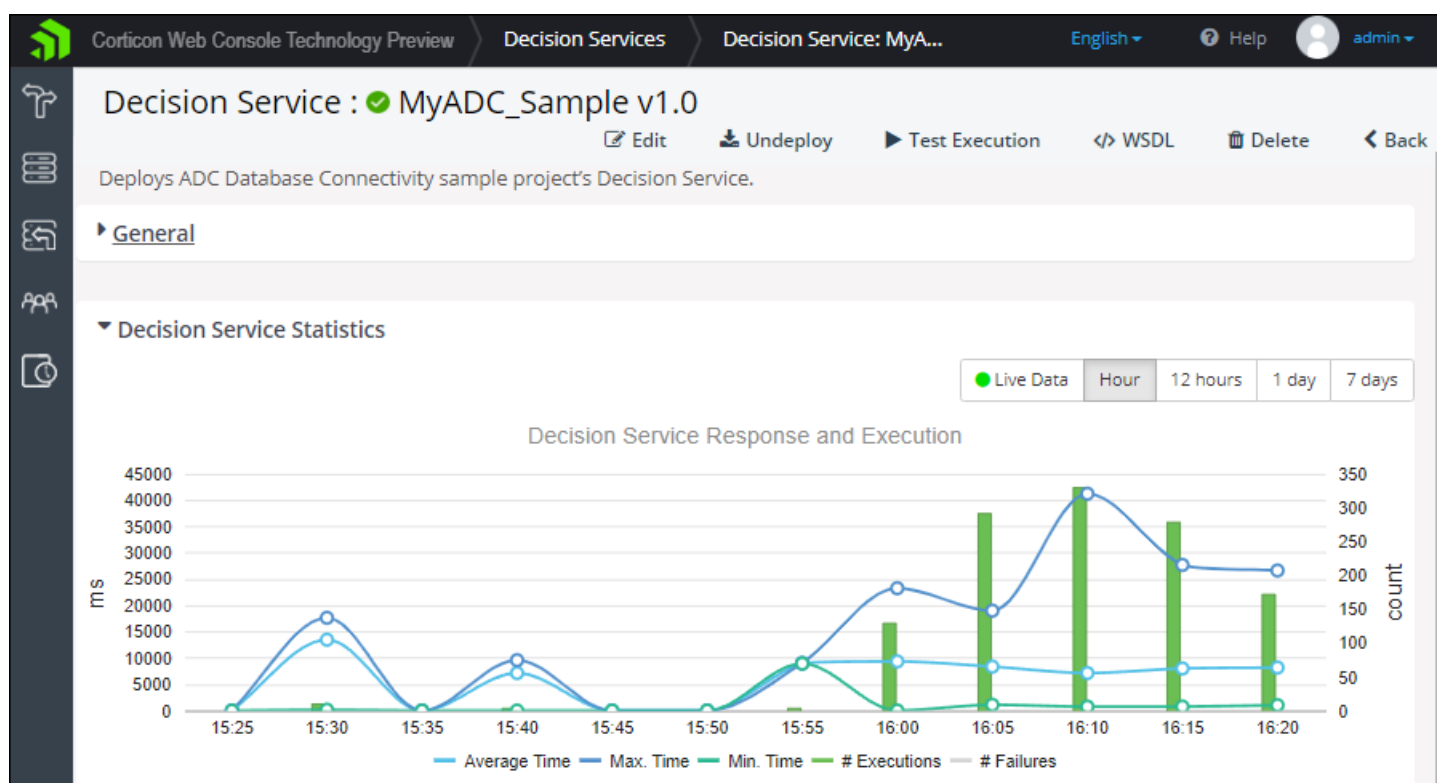 Corticon Web Console Technology Preview Decision Services Decision Service: MyA... English Help admin
Decision Service : MyADC_Sample v1.0
Edit Undeploy Test Execution </> WSDL Delete Back
Deploys ADC Database Connectivity sample project's Decision Service.
General
Decision Service Statistics
Live Data Hour 12 hours 1 day 7 days
Decision Service Response and Execution
45000 350
40000 300
35000
30000 250
25000 200
20000 150
15000 100
10000
5000 50
0 0
ms
count
15:25 15:30 15:35 15:40 15:45 15:50 15:55 16:00 16:05 16:10 16:15 16:20
Average Time Max. Time Min. Time # Executions # Failures